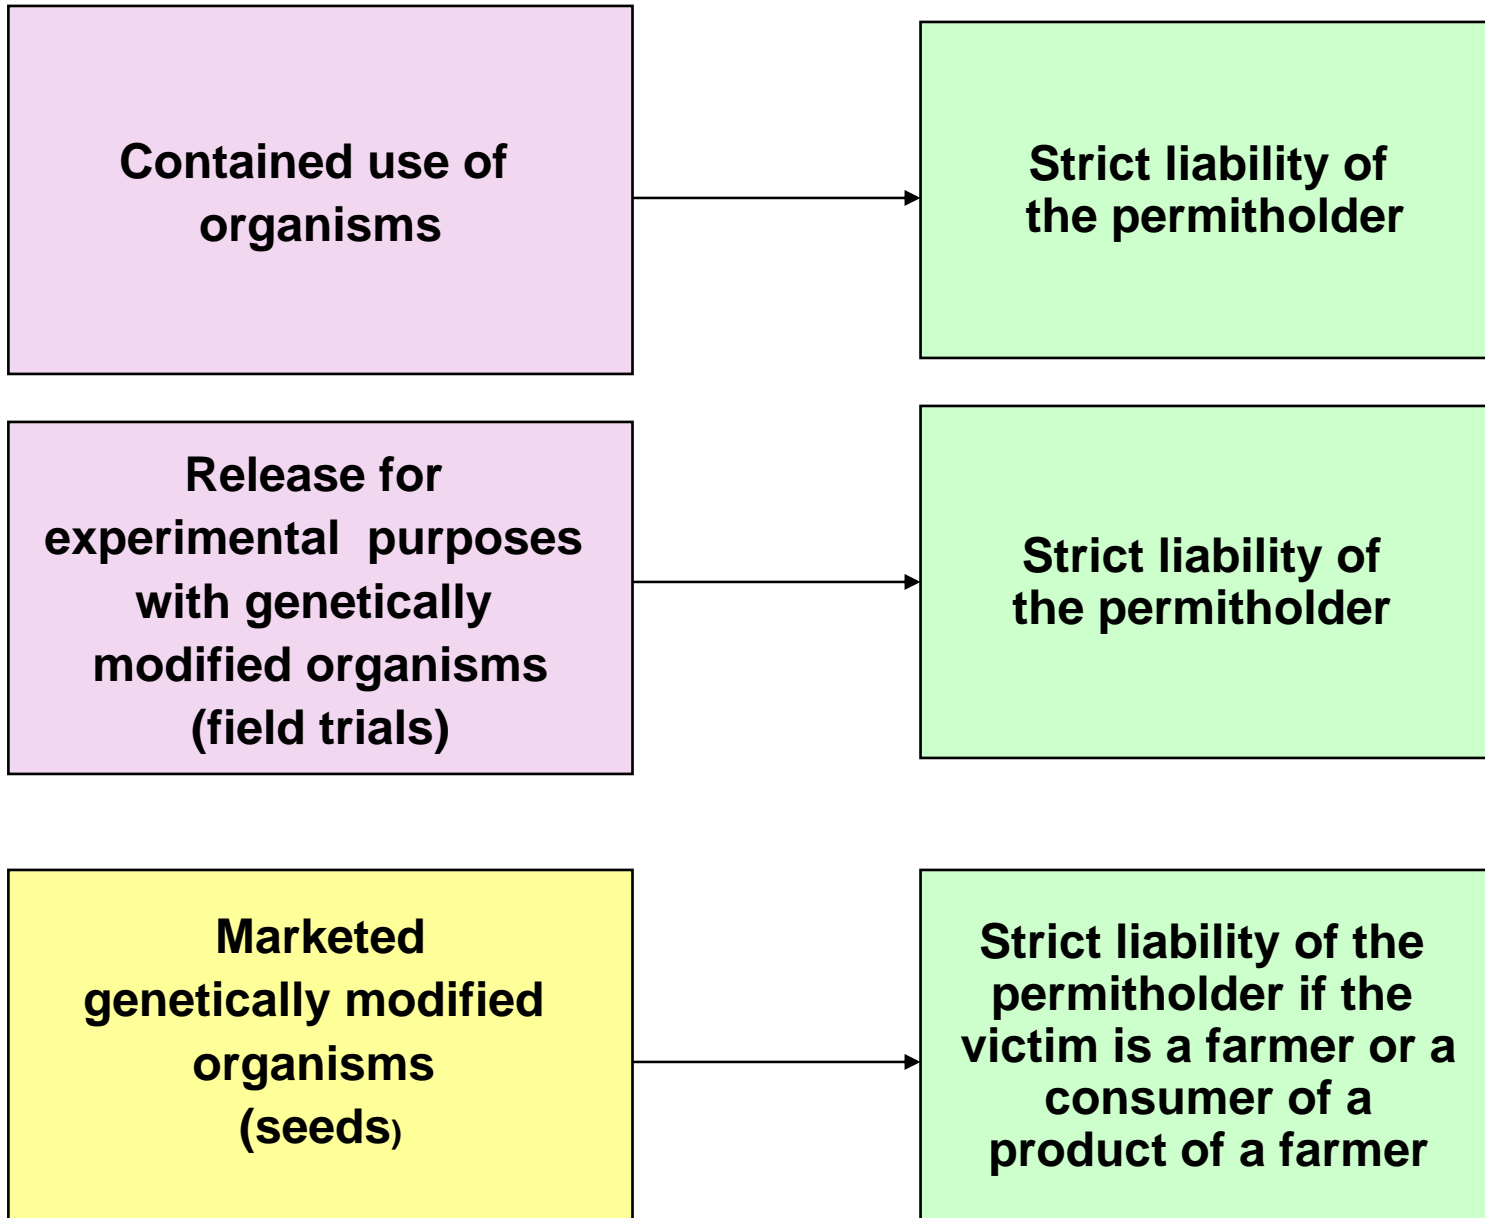 Contained use of
organisms
Strict liability of
the permitholder
Release for
experimental purposes
with genetically
modified organisms
(field trials)
Strict liability of
the permitholder
Marketed
genetically modified
organisms
(seeds)
Strict liability of the
permitholder if the
victim is a farmer or a
consumer of a
product of a farmer